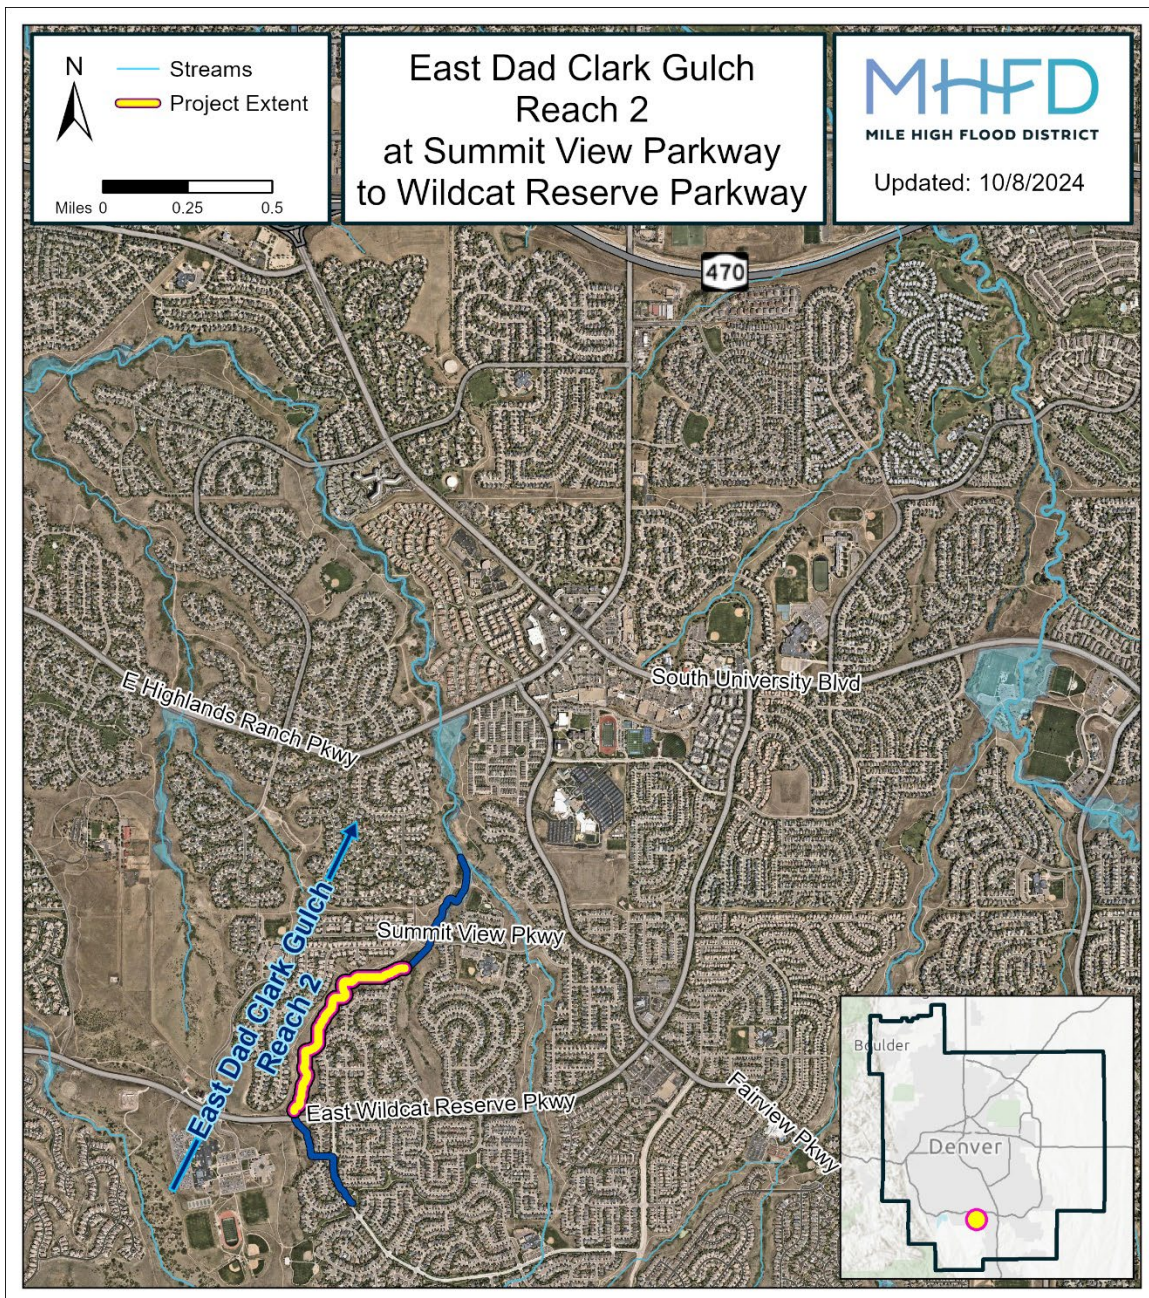 N
Streams
Project Extent
Miles 0 0.25 0.5
East Dad Clark Gulch
Reach 2
at Summit View Parkway
to Wildcat Reserve Parkway
MHFD
MILE HIGH FLOOD DISTRICT
Updated: 10/8/2024
470
South University Blvd
E Highlands Ranch Pkwy
East Dad Clark Gulch
Reach 2
Summit View Pkwy
East Wildcat Reserve Pkwy
Fairview Pkwy
Boulder
Denver